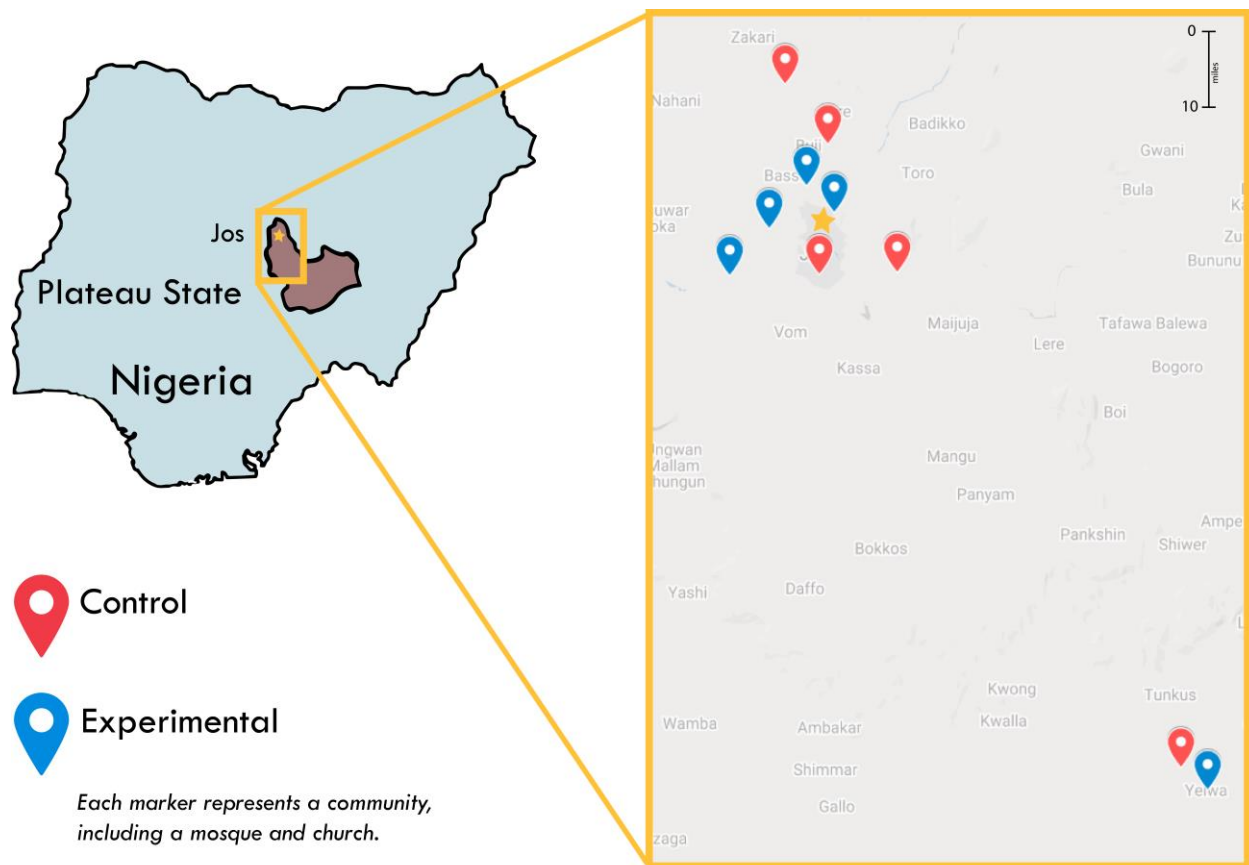 Jos
Plateau State
Nigeria
Control
Experimental
Each marker represents a community,
including a mosque and church.
0
miles
10
Zakari
Nahani
Badikko
Gwani
Toro
Bula
Bununu
Vom
Maijuja
Tafawa Balewa
Lere
Kassa
Bogoro
Boi
Mangu
Panyam
Pankshin
Shiwer
Bokkos
Daffo
Yashi
Kwong
Tunkus
Wamba
Ambakar
Kwalla
Shimmar
Yelwa
Gallo